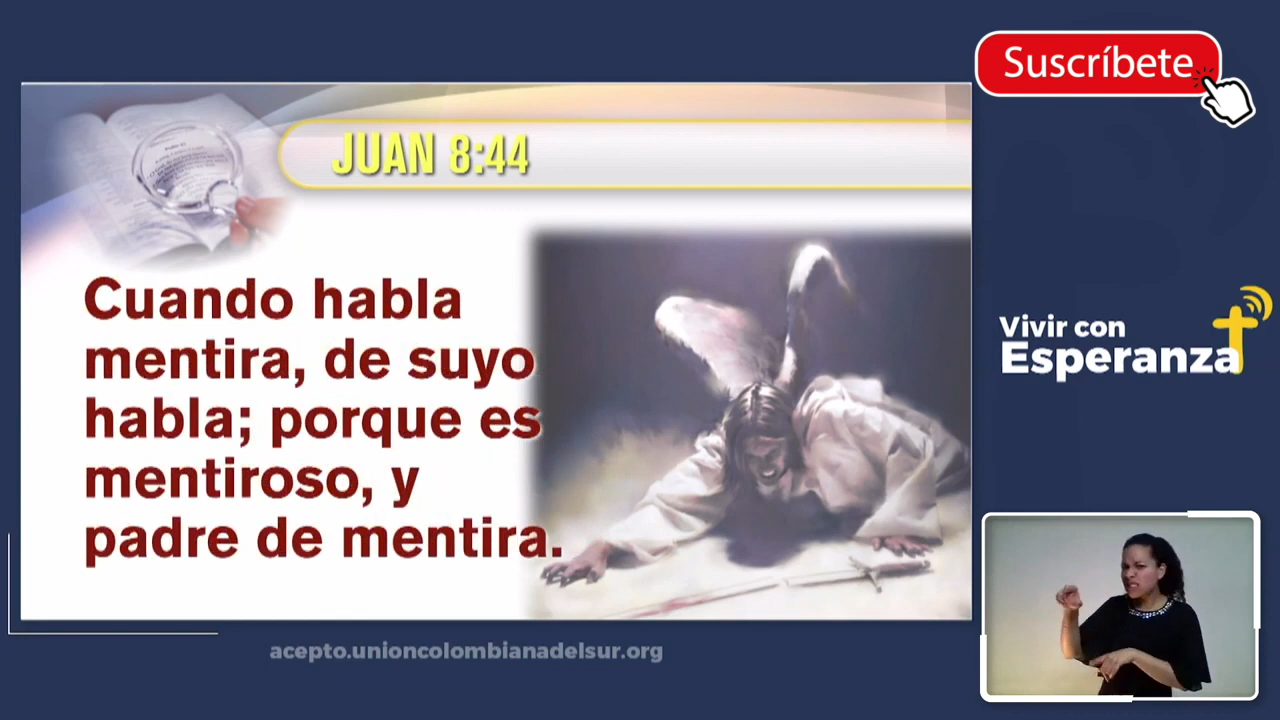 Suscríbete
JUAN 8:44
Cuando habla
mentira, de suyo
habla; porque es
mentiroso, y
padre de mentira.
Vivir con
Esperanza
acepto.unioncolombianadelsur.org